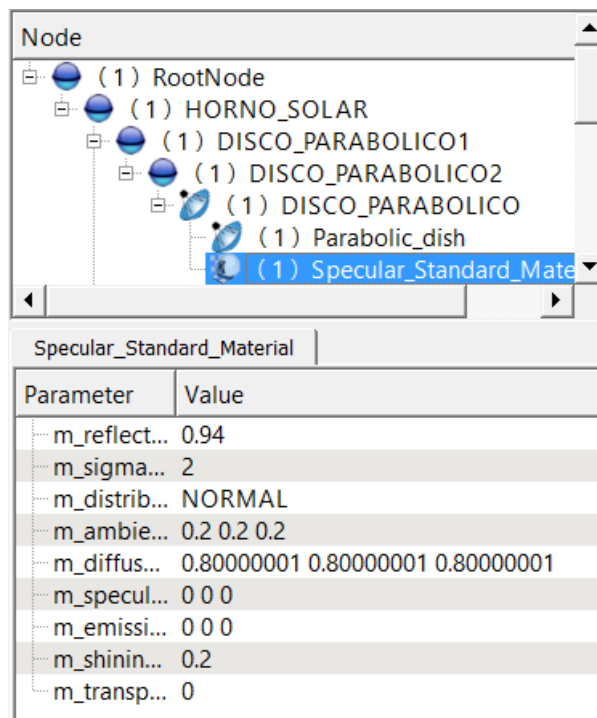 Node
(1) RootNode
(1) HORNO_SOLAR
(1) DISCO_PARABOLICO1
(1) DISCO_PARABOLICO2
(1) DISCO_PARABOLICO
(1) Parabolic_dish
(1) Specular_Standard_Mate
Specular_Standard_Material
Parameter Value
m_reflect... 0.94
m_sigma... 2
m_distrib... NORMAL
m_ambie... 0.2 0.2 0.2
m_diffus... 0.80000001 0.80000001 0.80000001
m_specul... 0 0 0
m_emissi... 0 0 0
m_shinin... 0.2
m_transp... 0